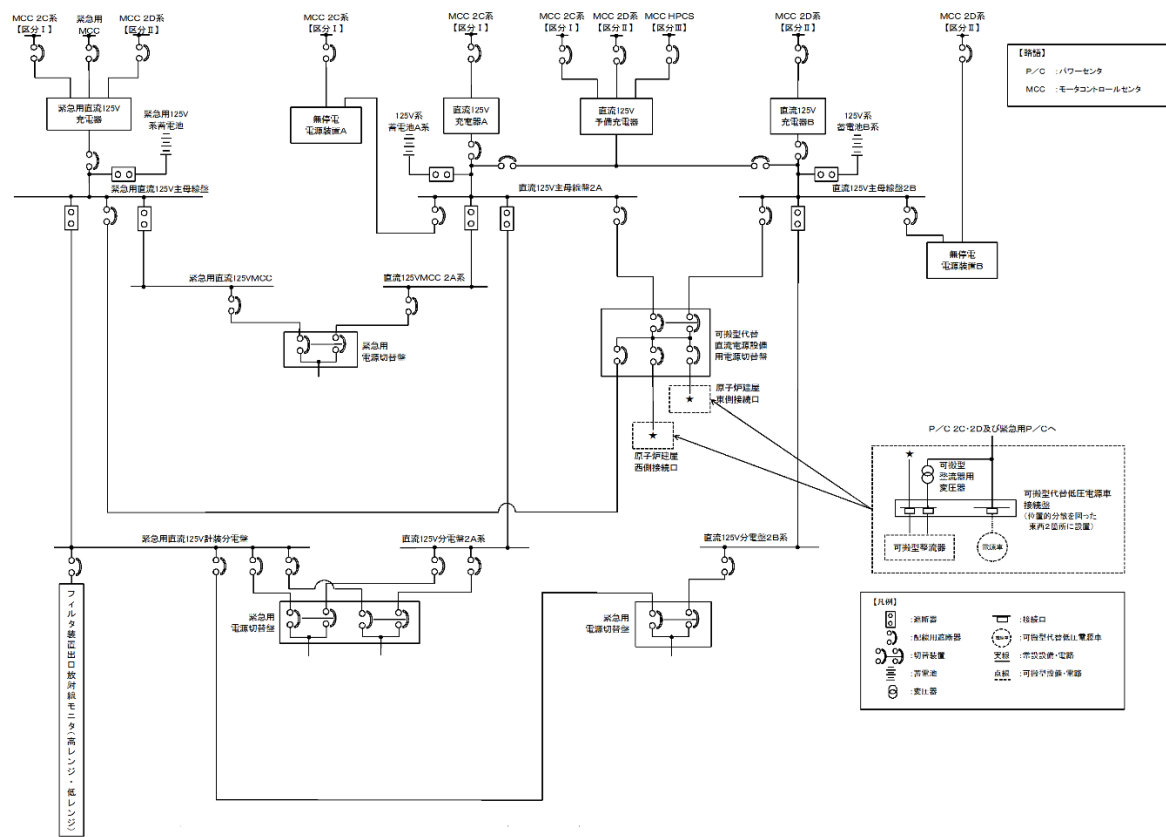 MCC 2C系
【区分Ⅰ】
緊急用
MCC
MCC 2D系
【区分Ⅱ】
MCC 2C系
【区分Ⅰ】
MCC 2C系
【区分Ⅰ】
MCC 2C系
【区分Ⅰ】
MCC 2D系
【区分Ⅱ】
MCC HPCS
【区分Ⅲ】
MCC 2D系
【区分Ⅱ】
MCC 2D系
【区分Ⅱ】
【略語】
P/C :パワーセンタ
MCC :モータコントロールセンタ
緊急用直流125V
充電器
緊急用125V
系蓄電池
無停電
電源装置A
125V系
蓄電池A系
直流125V
充電器A
直流125V
予備充電器
直流125V
充電器B
125V系
蓄電池B系
緊急用直流125V主母線盤
直流125V主母線盤2A
直流125V主母線盤2B
無停電
電源装置B
緊急用直流125VMCC
直流125VMCC 2A系
緊急用
電源切替盤
可搬型代替
直流電源設備
用電源切替盤
原子炉建屋
東側接続口
原子炉建屋
西側接続口
P/C 2C・2D及び緊急用P/Cへ
可搬型
整流器用
変圧器
可搬型代替低圧電源車
接続盤
(位置的分散を図った
東西2箇所に設置)
可搬型整流器
電源車
緊急用直流125V計装分電盤
直流125V分電盤2A系
直流125V分電盤2B系
緊急用
電源切替盤
緊急用
電源切替盤
フィルタ装置出口放射線モニタ(高レンジ・低レンジ)
【凡例】
:遮断器
:配線用遮断器
:切替装置
:蓄電池
:変圧器
:接続口
電源車 :可搬型代替低圧電源車
実線 :常設設備・電路
点線 :可搬型設備・電路